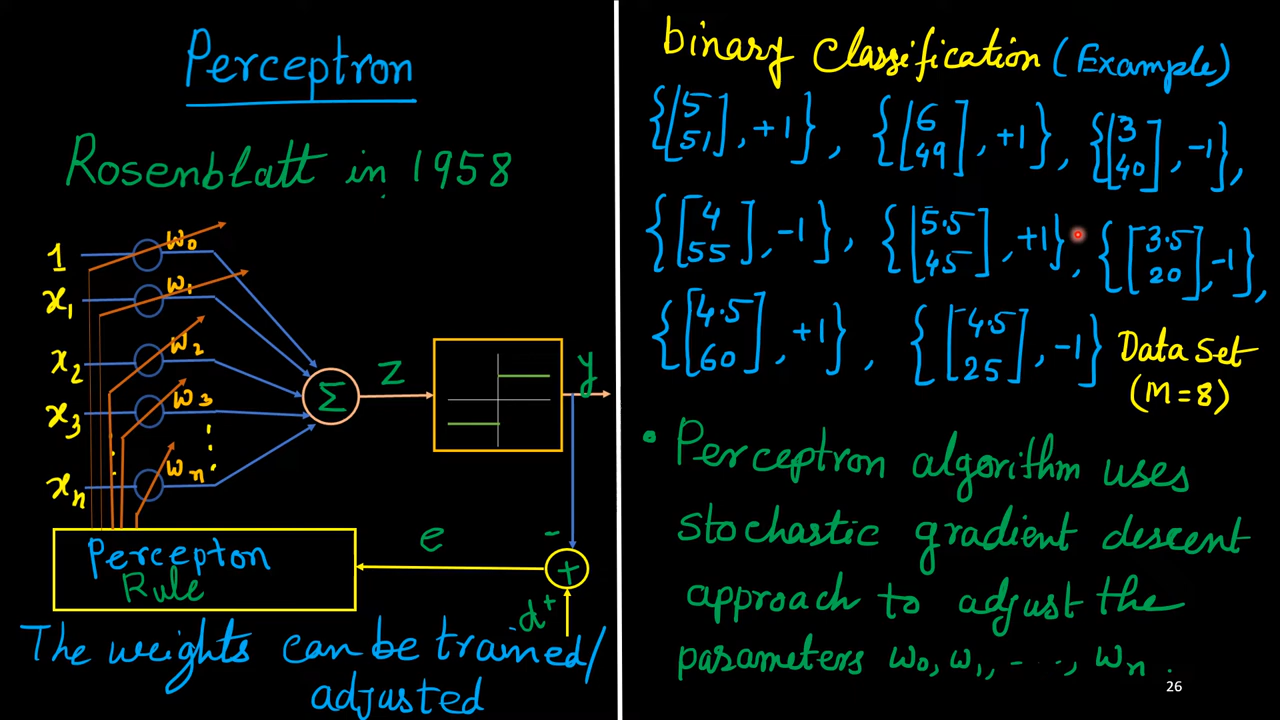 Perceptron
Rosenblatt in 1958
1
w0
x1
w1
x2
w2
x3
w3
xn
wn
Σ
z
y
Percepton
Rule
e
-
+
d+
The weights can be trained/
adjusted
binary Classification (Example)
{[5 51], +1}, {[6 49], +1}, {[3 40], -1},
{[4 55], -1}, {[5.5 45], +1}, {[3.5 20], -1},
{[4.5 60], +1}, {[4.5 25], -1} Data Set
(M=8)
• Perceptron algorithm uses
stochastic gradient descent
approach to adjust the
parameters w0, w1, ...., wn.
26